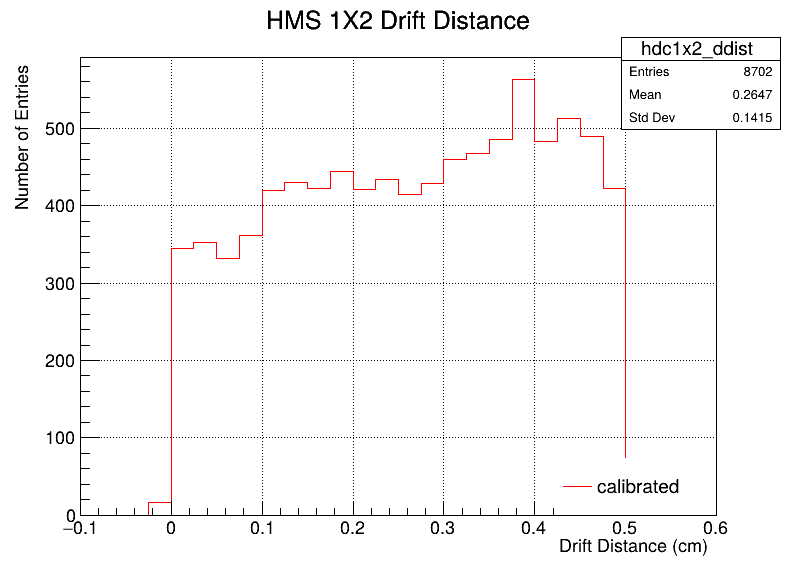 HMS 1X2 Drift Distance
hdc1x2_ddist
Entries 8702
Mean 0.2647
Std Dev 0.1415
Number of Entries
500
400
300
200
100
0
−0.1 0 0.1 0.2 0.3 0.4 0.5 0.6
calibrated
Drift Distance (cm)